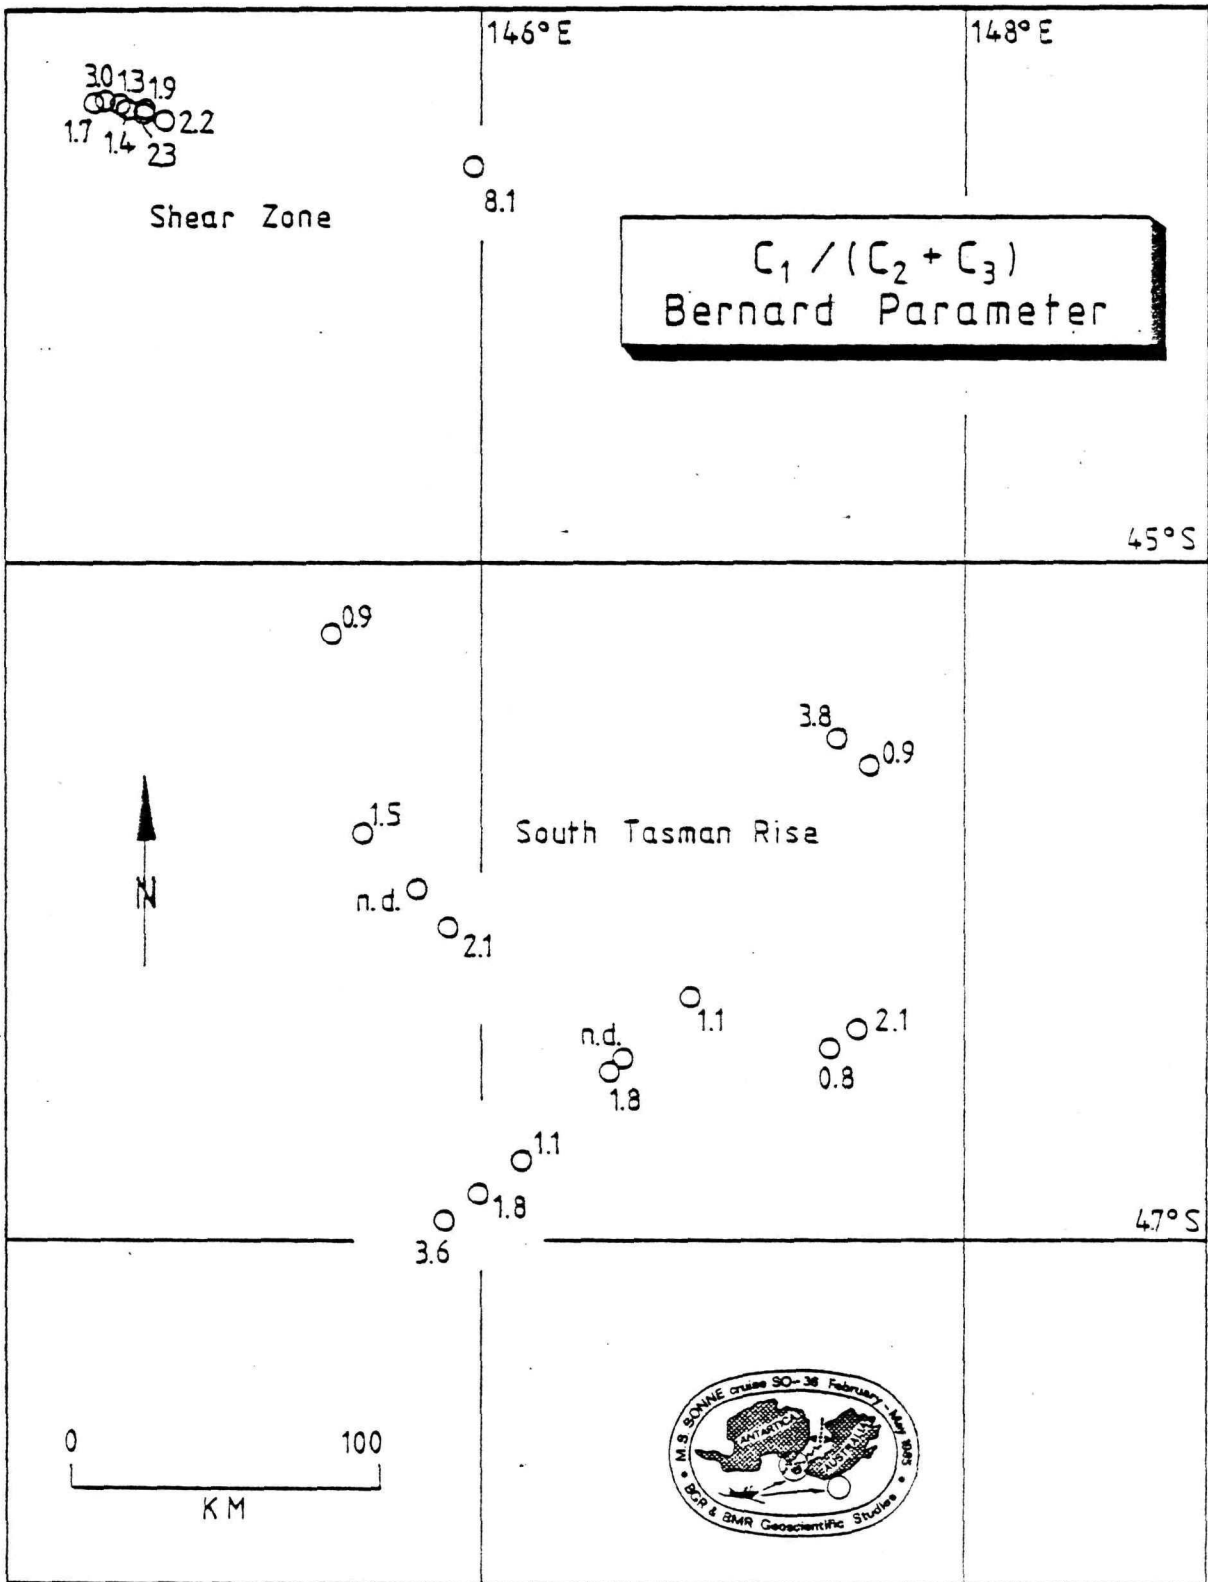 146°E
148°E
3.0
1.3
1.9
1.7
1.4
23
2.2
8.1
Shear Zone
C₁ / (C₂ + C₃)
Bernard Parameter
45°S
0.9
3.8
0.9
1.5
South Tasman Rise
N
n.d.
2.1
1.1
n.d.
2.1
1.8
0.8
1.1
1.8
47°S
3.6
0 100
KM
M.S. SONNE cruise SO-36 February - May 1985
ANTARCTICA
AUSTRALIA
BGR & BMR Geoscientific Studies